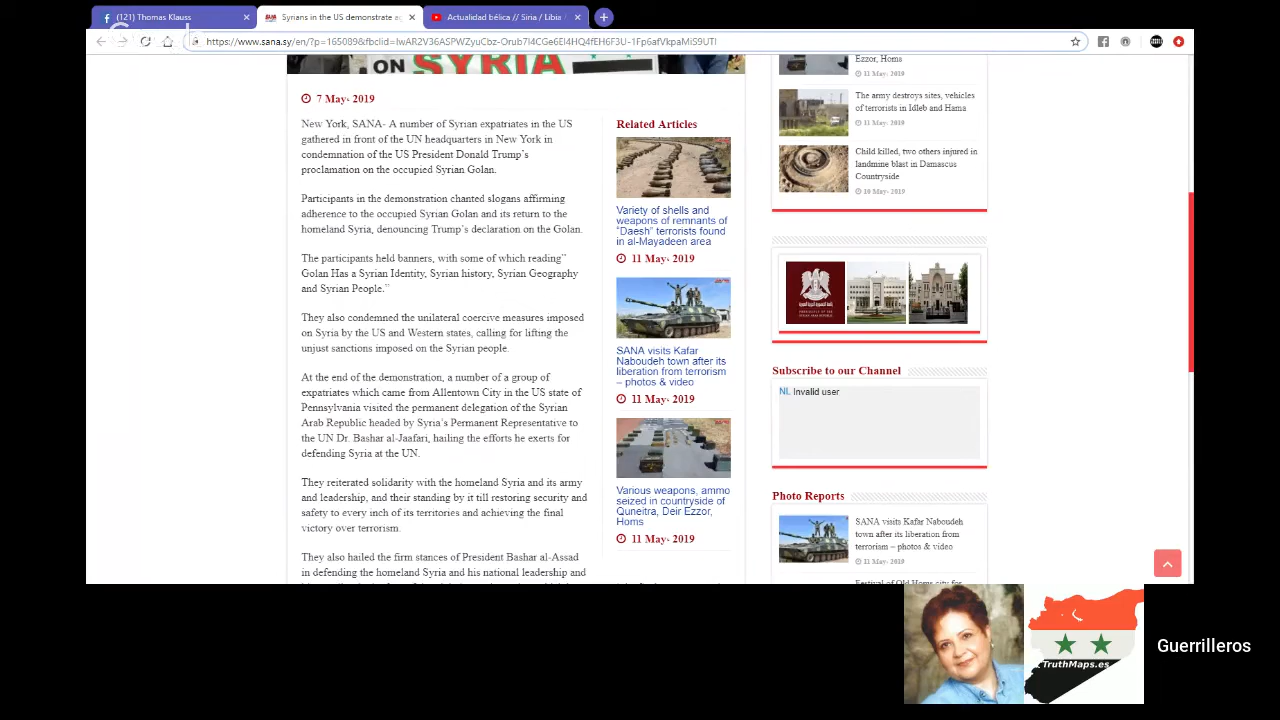 (121) Thomas Klauss
Syrians in the US demonstrate ag
Actualidad bélica // Siria / Libia
https://www.sana.sy/en/?p=165089&fbclid=IwAR2V36ASPWZyuCbz-Orub7I4CGe6EI4HQ4fEH6F3U-1Fp6afVkpaMiS9UTI
ON SYRIA
7 May، 2019
New York, SANA- A number of Syrian expatriates in the US
gathered in front of the UN headquarters in New York in
condemnation of the US President Donald Trump's
proclamation on the occupied Syrian Golan.
Participants in the demonstration chanted slogans affirming
adherence to the occupied Syrian Golan and its return to the
homeland Syria, denouncing Trump's declaration on the Golan.
The participants held banners, with some of which reading"
Golan Has a Syrian Identity, Syrian history, Syrian Geography
and Syrian People."
They also condemned the unilateral coercive measures imposed
on Syria by the US and Western states, calling for lifting the
unjust sanctions imposed on the Syrian people.
At the end of the demonstration, a number of a group of
expatriates which came from Allentown City in the US state of
Pennsylvania visited the permanent delegation of the Syrian
Arab Republic headed by Syria's Permanent Representative to
the UN Dr. Bashar al-Jaafari, hailing the efforts he exerts for
defending Syria at the UN.
They reiterated solidarity with the homeland Syria and its army
and leadership, and their standing by it till restoring security and
safety to every inch of its territories and achieving the final
victory over terrorism.
They also hailed the firm stances of President Bashar al-Assad
in defending the homeland Syria and his national leadership and
Related Articles
Variety of shells and
weapons of remnants of
"Daesh" terrorists found
in al-Mayadeen area
11 May، 2019
SANA visits Kafar
Naboudeh town after its
liberation from terrorism
– photos & video
11 May، 2019
Various weapons, ammo
seized in countryside of
Quneitra, Deir Ezzor,
Homs
11 May، 2019
Ezzor, Homs
11 May، 2019
The army destroys sites, vehicles
of terrorists in Idleb and Hama
11 May، 2019
Child killed, two others injured in
landmine blast in Damascus
Countryside
10 May، 2019
Subscribe to our Channel
NI. Invalid user
Photo Reports
SANA visits Kafar Naboudeh
town after its liberation from
terrorism – photos & video
11 May، 2019
Festival of Old Homs city for
TruthMaps.es
Guerrilleros